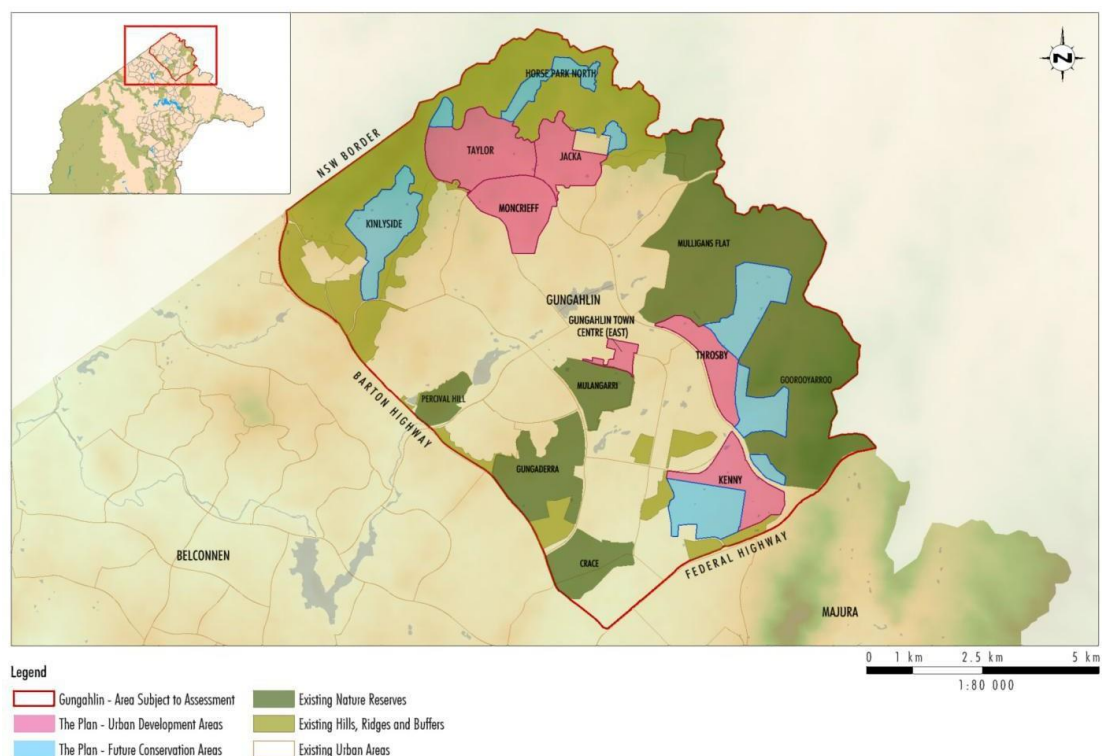 N
NSW BORDER
HORSE PARK NORTH
TAYLOR
JACKA
MONCRIEFF
KINLYSIDE
MULLIGANS FLAT
GUNGAHLIN
GUNGAHLIN TOWN
CENTRE (EAST)
THROSBY
GOOROOYARROO
MULANGARRI
PERCIVAL HILL
BARTON HIGHWAY
GUNGADERRA
KENNY
BELCONNEN
CRACE
FEDERAL HIGHWAY
MAJURA
0 1 km 2.5 km 5 km
1:80 000
Legend
Gungahlin - Area Subject to Assessment
The Plan - Urban Development Areas
The Plan - Future Conservation Areas
Existing Nature Reserves
Existing Hills, Ridges and Buffers
Existing Urban Areas